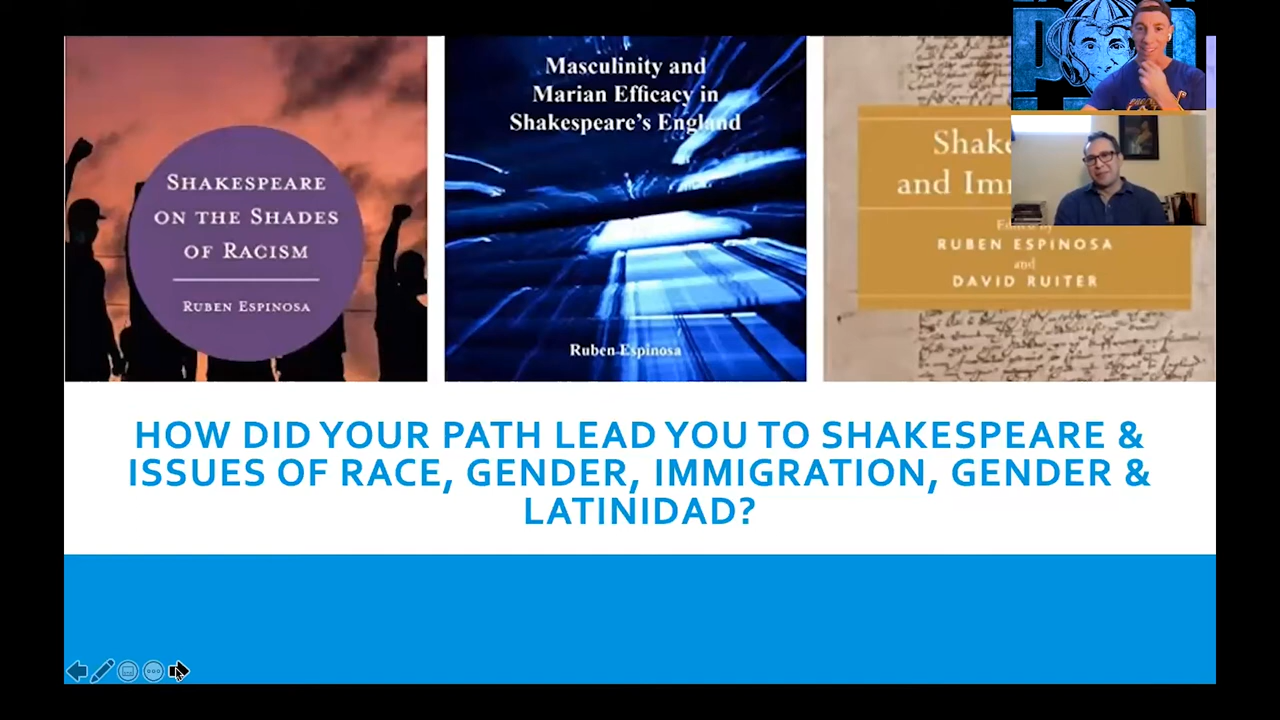 SHAKESPEARE
ON THE SHADES
OF RACISM
RUBEN ESPINOSA
Masculinity and
Marian Efficacy in
Shakespeare's England
Ruben Espinosa
and
Edited by
RUBEN ESPINOSA
and
DAVID RUITER
HOW DID YOUR PATH LEAD YOU TO SHAKESPEARE &
ISSUES OF RACE, GENDER, IMMIGRATION, GENDER &
LATINIDAD?